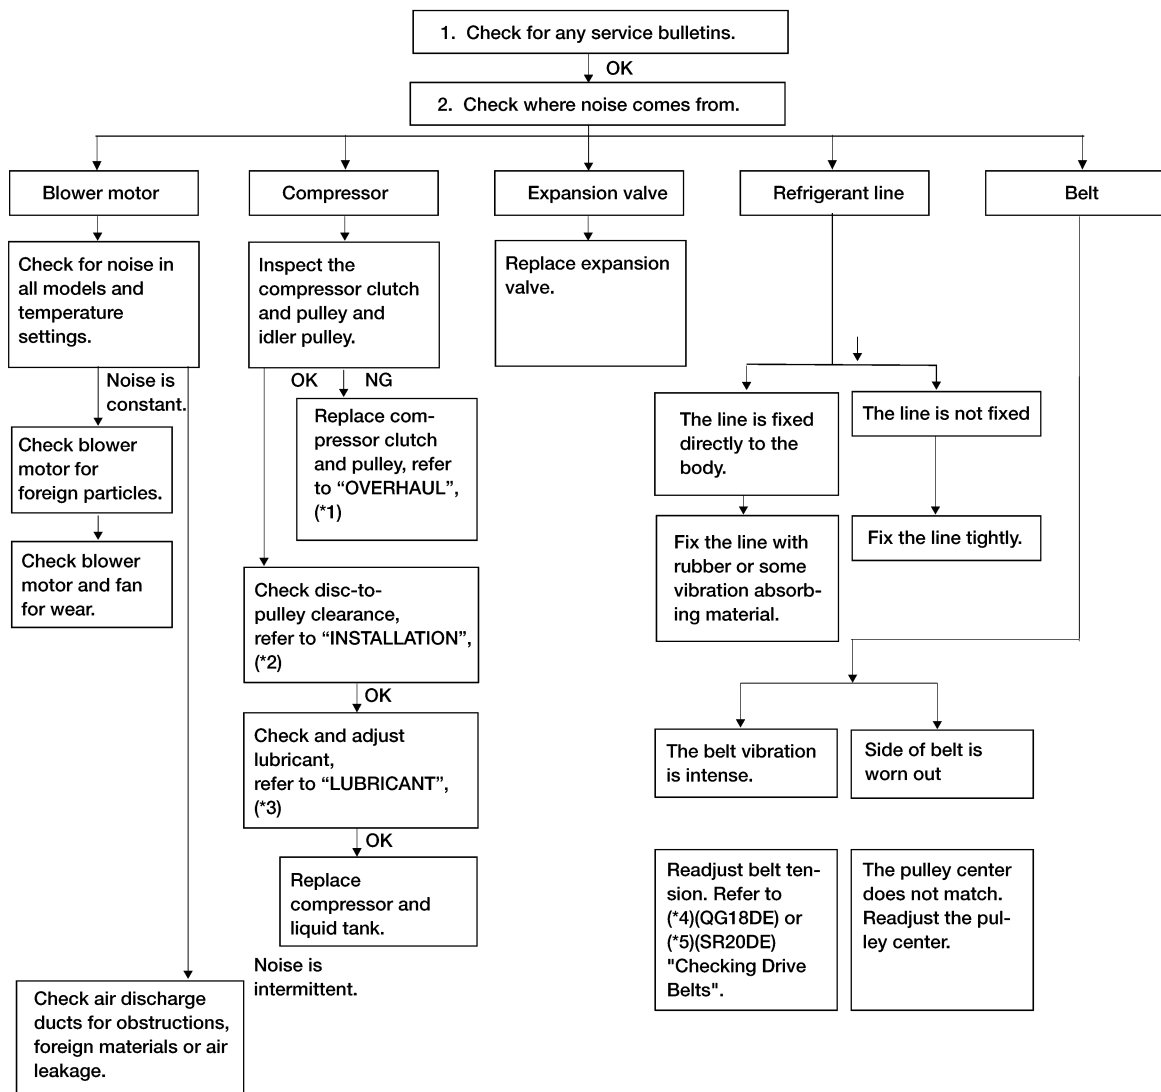 1. Check for any service bulletins.
OK
2. Check where noise comes from.
Blower motor
Compressor
Expansion valve
Refrigerant line
Belt
Check for noise in
all models and
temperature
settings.
Noise is
constant.
Check blower
motor for
foreign particles.
Check blower
motor and fan
for wear.
Noise is
intermittent.
Check air discharge
ducts for obstructions,
foreign materials or air
leakage.
Inspect the
compressor clutch
and pulley and
idler pulley.
OK
NG
Replace com-
pressor clutch
and pulley, refer
to “OVERHAUL”,
(*1)
Check disc-to-
pulley clearance,
refer to “INSTALLATION”,
(*2)
OK
Check and adjust
lubricant,
refer to “LUBRICANT”,
(*3)
OK
Replace
compressor and
liquid tank.
Replace expansion
valve.
The line is fixed
directly to the
body.
Fix the line with
rubber or some
vibration absorb-
ing material.
The line is not fixed
Fix the line tightly.
The belt vibration
is intense.
Readjust belt ten-
sion. Refer to
(*4)(QG18DE) or
(*5)(SR20DE)
"Checking Drive
Belts".
Side of belt is
worn out
The pulley center
does not match.
Readjust the pul-
ley center.